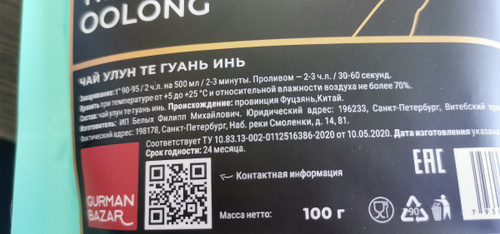 OOLONG
ЧАЙ УЛУН ТЕ ГУАНЬ ИНЬ
Заваривание: t° 90-95 / 2 ч.л. на 500 мл / 2-3 минуты. Проливом — 2-3 ч.л. / 30-60 секунд.
Хранить при температуре от +5 до +25 °С и относительной влажности воздуха не более 70%.
Состав: чай улун те гуань инь. Происхождение: провинция Фуцзянь, Китай.
Изготовитель: ИП Белых Филипп Михайлович. Юридический адрес: 196233, Санкт-Петербург, Витебский
Фактический адрес: 198178, Санкт-Петербург, Наб. реки Смоленки, д. 14, 81.
Соответствует ТУ 10.83.13-002-0112516386-2020 от 10.05.2020. Дата изготовления
Срок годности: 24 месяца.
EAC
Контактная информация
GURMAN
BAZAR
Масса нетто: 100 г
90